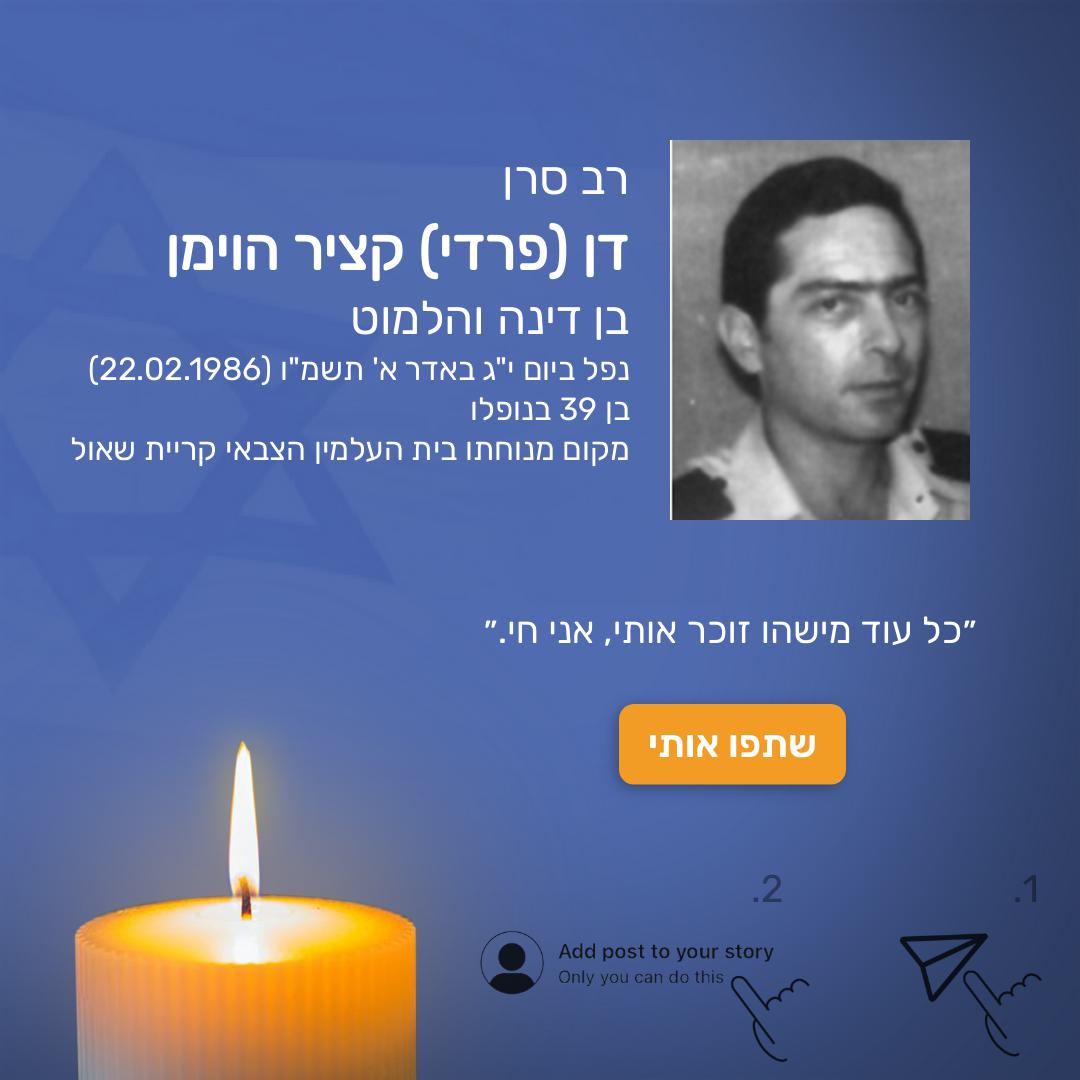 רב סרן
דן (פרדי) קציר הוימן
בן דינה והלמוט
נפל ביום י"ג באדר א' תשמ"ו (22.02.1986)
בן 39 בנופלו
מקום מנוחתו בית העלמין הצבאי קריית שאול
״כל עוד מישהו זוכר אותי, אני חי.״
שתפו אותי
.1
.2
Add post to your story
Only you can do this